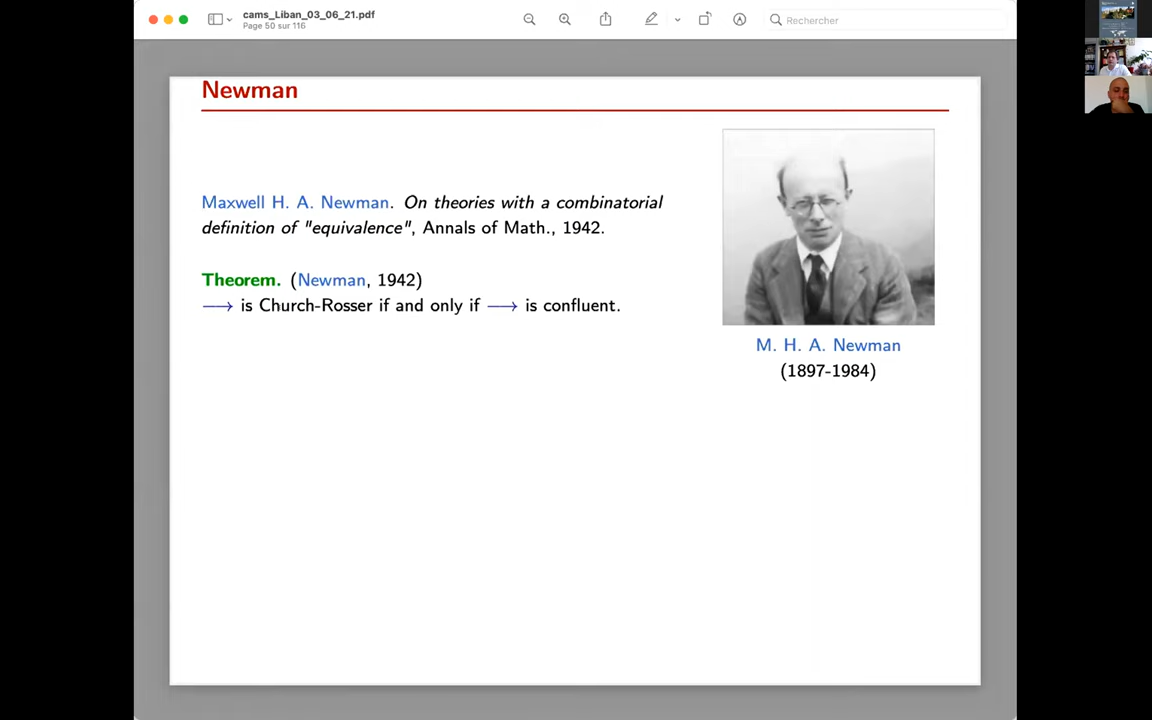 cams_Liban_03_06_21.pdf
Page 50 sur 116
Rechercher
Newman
Maxwell H. A. Newman. On theories with a combinatorial
definition of "equivalence", Annals of Math., 1942.
Theorem. (Newman, 1942)
⟶ is Church-Rosser if and only if ⟶ is confluent.
M. H. A. Newman
(1897-1984)